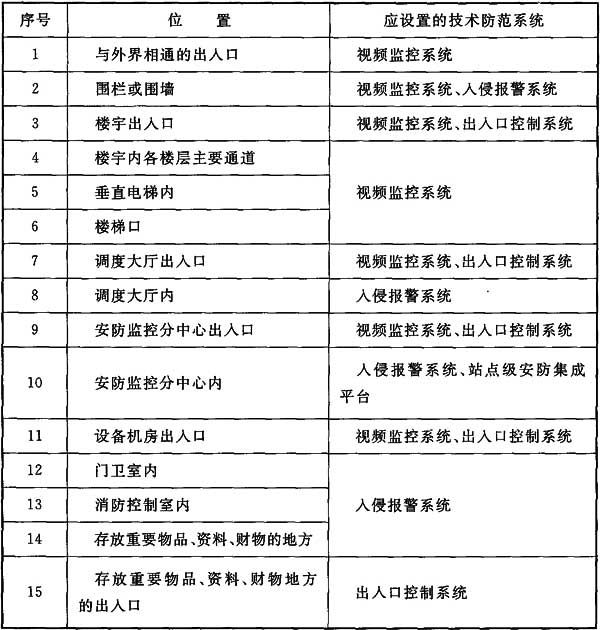 序号 位 置 应设置的技术防范系统
1 与外界相通的出入口 视频监控系统
2 围栏或围墙 视频监控系统、入侵报警系统
3 楼宇出入口 视频监控系统、出入口控制系统
4 楼宇内各楼层主要通道
5 垂直电梯内 视频监控系统
6 楼梯口
7 调度大厅出入口 视频监控系统、出入口控制系统
8 调度大厅内 入侵报警系统
9 安防监控分中心出入口 视频监控系统、出入口控制系统
10 安防监控分中心内 入侵报警系统、站点级安防集成
平台
11 设备机房出入口 视频监控系统、出入口控制系统
12 门卫室内
13 消防控制室内 入侵报警系统
14 存放重要物品、资料、财物的地方
15 存放重要物品、资料、财物地方
的出入口 出入口控制系统